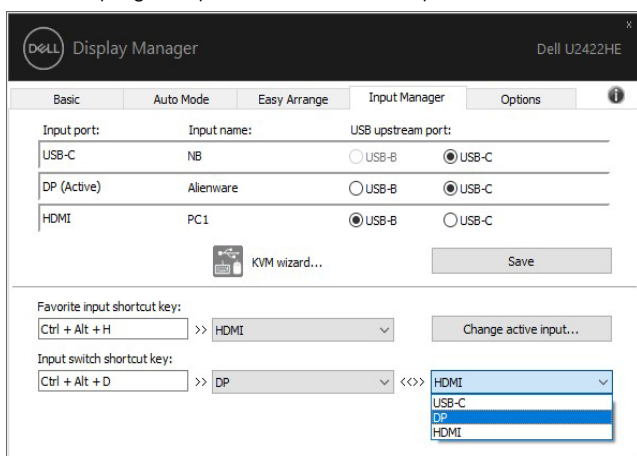 DELL Display Manager Dell U2422HE
x
Basic Auto Mode Easy Arrange Input Manager Options
Input port: Input name: USB upstream port:
USB-C NB USB-B USB-C
DP (Active) Alienware USB-B USB-C
HDMI PC1 USB-B USB-C
KVM wizard... Save
Favorite input shortcut key:
Ctrl + Alt + H >> HDMI Change active input...
Input switch shortcut key:
Ctrl + Alt + D >> DP <<>> HDMI
USB-C
DP
HDMI